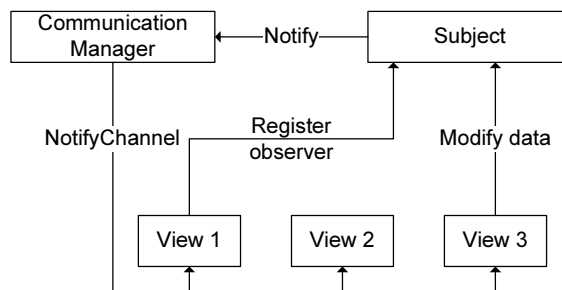 Communication
Manager
Notify
Subject
NotifyChannel
Register
observer
Modify data
View 1
View 2
View 3